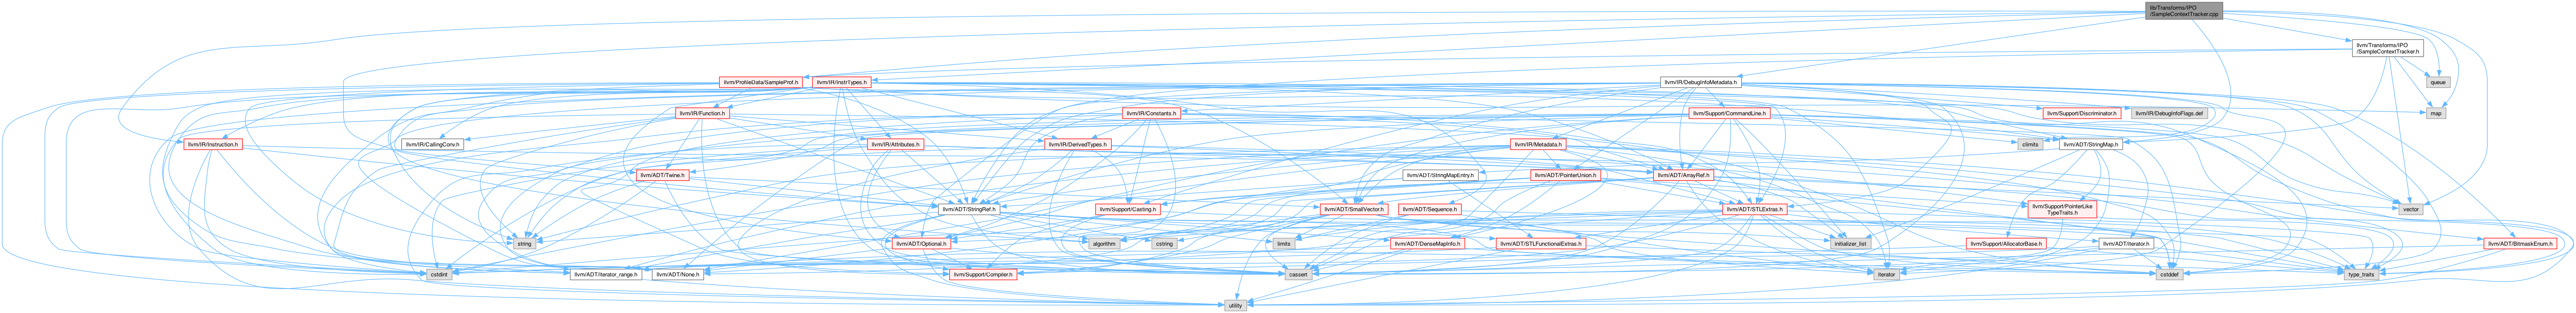 lib/Transforms/IPO
/SampleContextTracker.cpp
llvm/Transforms/IPO
/SampleContextTracker.h
llvm/ProfileData/SampleProf.h
llvm/IR/InstrTypes.h
llvm/IR/DebugInfoMetadata.h
queue
llvm/IR/Function.h
llvm/IR/Constants.h
llvm/Support/CommandLine.h
llvm/Support/Discriminator.h
llvm/IR/DebugInfoFlags.def
map
llvm/IR/Instruction.h
llvm/IR/CallingConv.h
llvm/IR/Attributes.h
llvm/IR/DerivedTypes.h
llvm/IR/Metadata.h
climits
llvm/ADT/StringMap.h
llvm/ADT/Twine.h
llvm/ADT/StringMapEntry.h
llvm/ADT/PointerUnion.h
llvm/ADT/ArrayRef.h
llvm/ADT/StringRef.h
llvm/Support/Casting.h
llvm/ADT/SmallVector.h
llvm/ADT/Sequence.h
llvm/ADT/STLExtras.h
llvm/Support/PointerLike
TypeTraits.h
vector
string
llvm/ADT/Optional.h
algorithm
cstring
limits
llvm/ADT/DenseMapInfo.h
llvm/ADT/STLFunctionalExtras.h
initializer_list
llvm/Support/AllocatorBase.h
llvm/ADT/iterator.h
llvm/ADT/BitmaskEnum.h
cstdint
llvm/ADT/iterator_range.h
llvm/ADT/None.h
llvm/Support/Compiler.h
cassert
iterator
cstddef
type_traits
utility